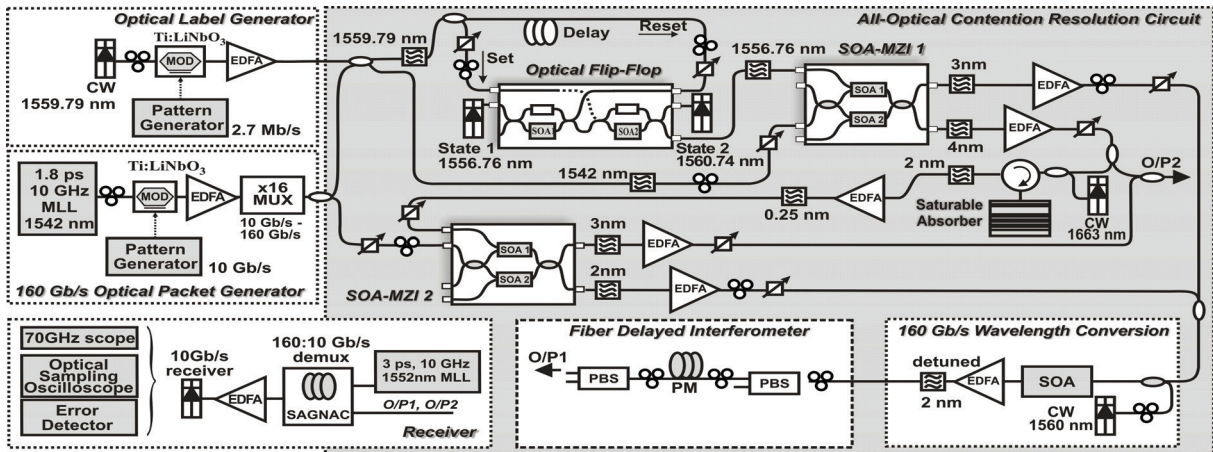 Optical Label Generator
Ti:LiNbO3
MOD
EDFA
CW
1559.79 nm
Pattern
Generator
2.7 Mb/s
1.8 ps
10 GHz
MLL
1542 nm
Ti:LiNbO3
MOD
EDFA
x16
MUX
10 Gb/s -
160 Gb/s
Pattern
Generator
10 Gb/s
160 Gb/s Optical Packet Generator
All-Optical Contention Resolution Circuit
1559.79 nm
Delay
Reset
Set
Optical Flip-Flop
SOA1
SOA2
State 1
1556.76 nm
State 2
1560.74 nm
1556.76 nm
SOA-MZI 1
SOA 1
SOA 2
3nm
EDFA
4nm
EDFA
1542 nm
2 nm
O/P2
0.25 nm
EDFA
Saturable
Absorber
CW
1663 nm
SOA 1
SOA 2
SOA-MZI 2
3nm
EDFA
2nm
EDFA
70GHz scope
Optical
Sampling
Oscilloscope
Error
Detector
10Gb/s
receiver
EDFA
160:10 Gb/s
demux
SAGNAC
3 ps, 10 GHz
1552nm MLL
O/P1, O/P2
Receiver
Fiber Delayed Interferometer
O/P1
PBS
PM
PBS
160 Gb/s Wavelength Conversion
detuned
2 nm
EDFA
SOA
CW
1560 nm